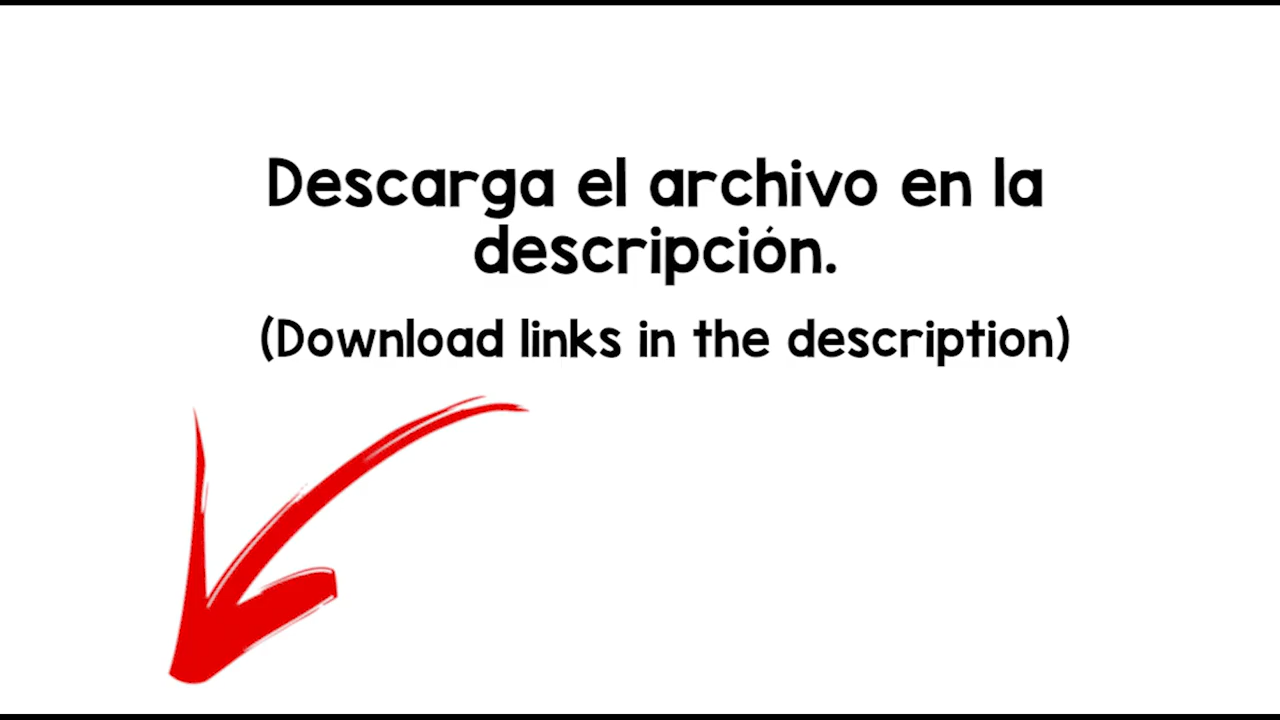 Descarga el archivo en la
descripción.
(Download links in the description)